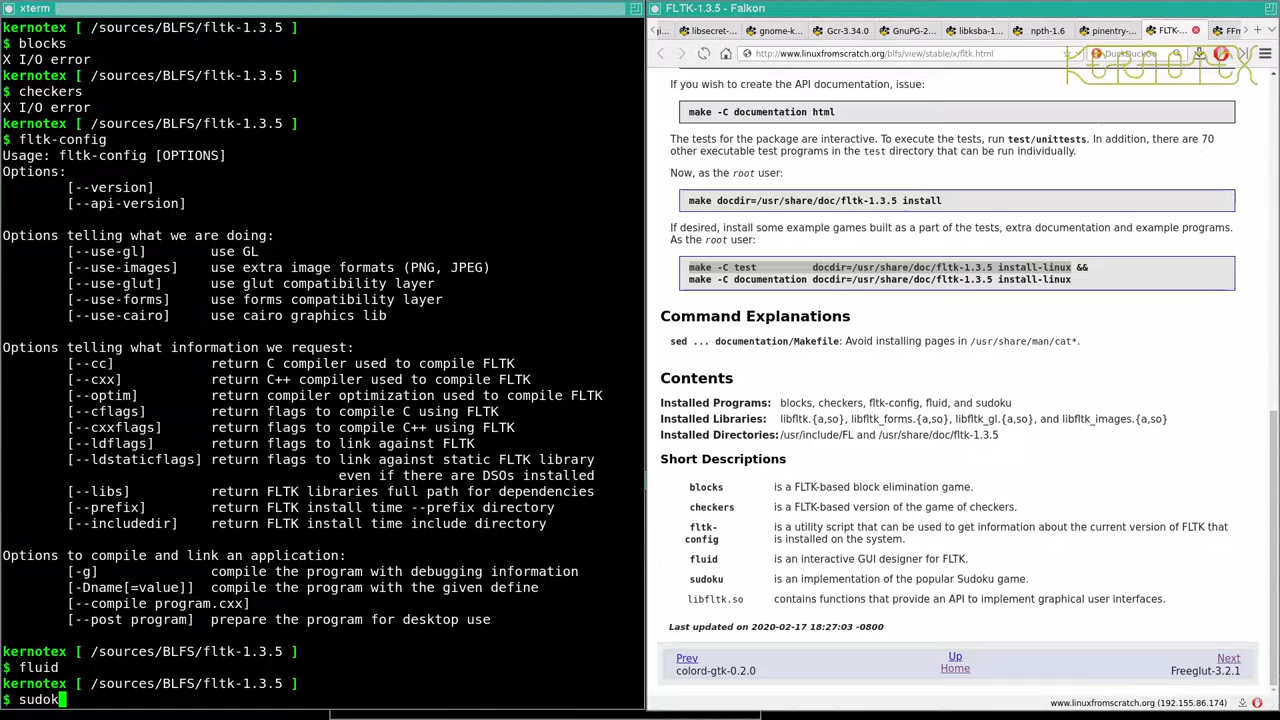 xterm
kernotex [ /sources/BLFS/fltk-1.3.5 ]
$ blocks
X I/O error
kernotex [ /sources/BLFS/fltk-1.3.5 ]
$ checkers
X I/O error
kernotex [ /sources/BLFS/fltk-1.3.5 ]
$ fltk-config
Usage: fltk-config [OPTIONS]
Options:
[--version]
[--api-version]
Options telling what we are doing:
[--use-gl] use GL
[--use-images] use extra image formats (PNG, JPEG)
[--use-glut] use glut compatibility layer
[--use-forms] use forms compatibility layer
[--use-cairo] use cairo graphics lib
Options telling what information we request:
[--cc] return C compiler used to compile FLTK
[--cxx] return C++ compiler used to compile FLTK
[--optim] return compiler optimization used to compile FLTK
[--cflags] return flags to compile C using FLTK
[--cxxflags] return flags to compile C++ using FLTK
[--ldflags] return flags to link against FLTK
[--ldstaticflags] return flags to link against static FLTK library
even if there are DSOs installed
[--libs] return FLTK libraries full path for dependencies
[--prefix] return FLTK install time --prefix directory
[--includedir] return FLTK install time include directory
Options to compile and link an application:
[-g] compile the program with debugging information
[-Dname[=value]] compile the program with the given define
[--compile program.cxx]
[--post program] prepare the program for desktop use
kernotex [ /sources/BLFS/fltk-1.3.5 ]
$ fluid
kernotex [ /sources/BLFS/fltk-1.3.5 ]
$ sudok
FLTK-1.3.5 - Falkon
libsecret-... gnome-k... Gcr-3.34.0 GnuPG-2... libksba-1... npth-1.6 pinentry-... FLTK-... FFm
http://www.linuxfromscratch.org/blfs/view/stable/x/fltk.html DuckDuckGo
KERNOTEX
If you wish to create the API documentation, issue:
make -C documentation html
The tests for the package are interactive. To execute the tests, run test/unittests. In addition, there are 70
other executable test programs in the test directory that can be run individually.
Now, as the root user:
make docdir=/usr/share/doc/fltk-1.3.5 install
If desired, install some example games built as a part of the tests, extra documentation and example programs.
As the root user:
make -C test docdir=/usr/share/doc/fltk-1.3.5 install-linux &&
make -C documentation docdir=/usr/share/doc/fltk-1.3.5 install-linux
Command Explanations
sed ... documentation/Makefile: Avoid installing pages in /usr/share/man/cat*.
Contents
Installed Programs: blocks, checkers, fltk-config, fluid, and sudoku
Installed Libraries: libfltk.{a,so}, libfltk_forms.{a,so}, libfltk_gl.{a,so}, and libfltk_images.{a,so}
Installed Directories: /usr/include/FL and /usr/share/doc/fltk-1.3.5
Short Descriptions
blocks is a FLTK-based block elimination game.
checkers is a FLTK-based version of the game of checkers.
fltk- is a utility script that can be used to get information about the current version of FLTK that
config is installed on the system.
fluid is an interactive GUI designer for FLTK.
sudoku is an implementation of the popular Sudoku game.
libfltk.so contains functions that provide an API to implement graphical user interfaces.
Last updated on 2020-02-17 18:27:03 -0800
Prev Up Next
colord-gtk-0.2.0 Home Freeglut-3.2.1
www.linuxfromscratch.org (192.155.86.174)